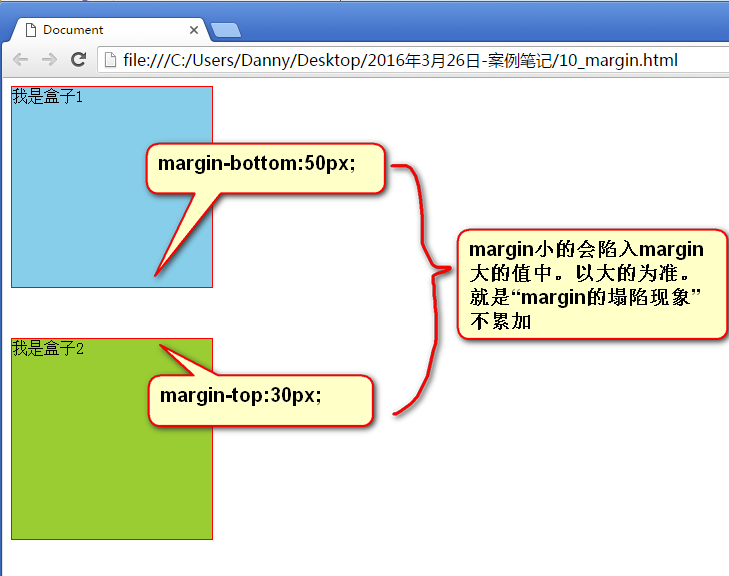 Document
file:///C:/Users/Danny/Desktop/2016年3月26日-案例笔记/10_margin.html
我是盒子1
margin-bottom:50px;
margin小的会陷入margin
大的值中。以大的为准。
就是“margin的塌陷现象”
不累加
我是盒子2
margin-top:30px;